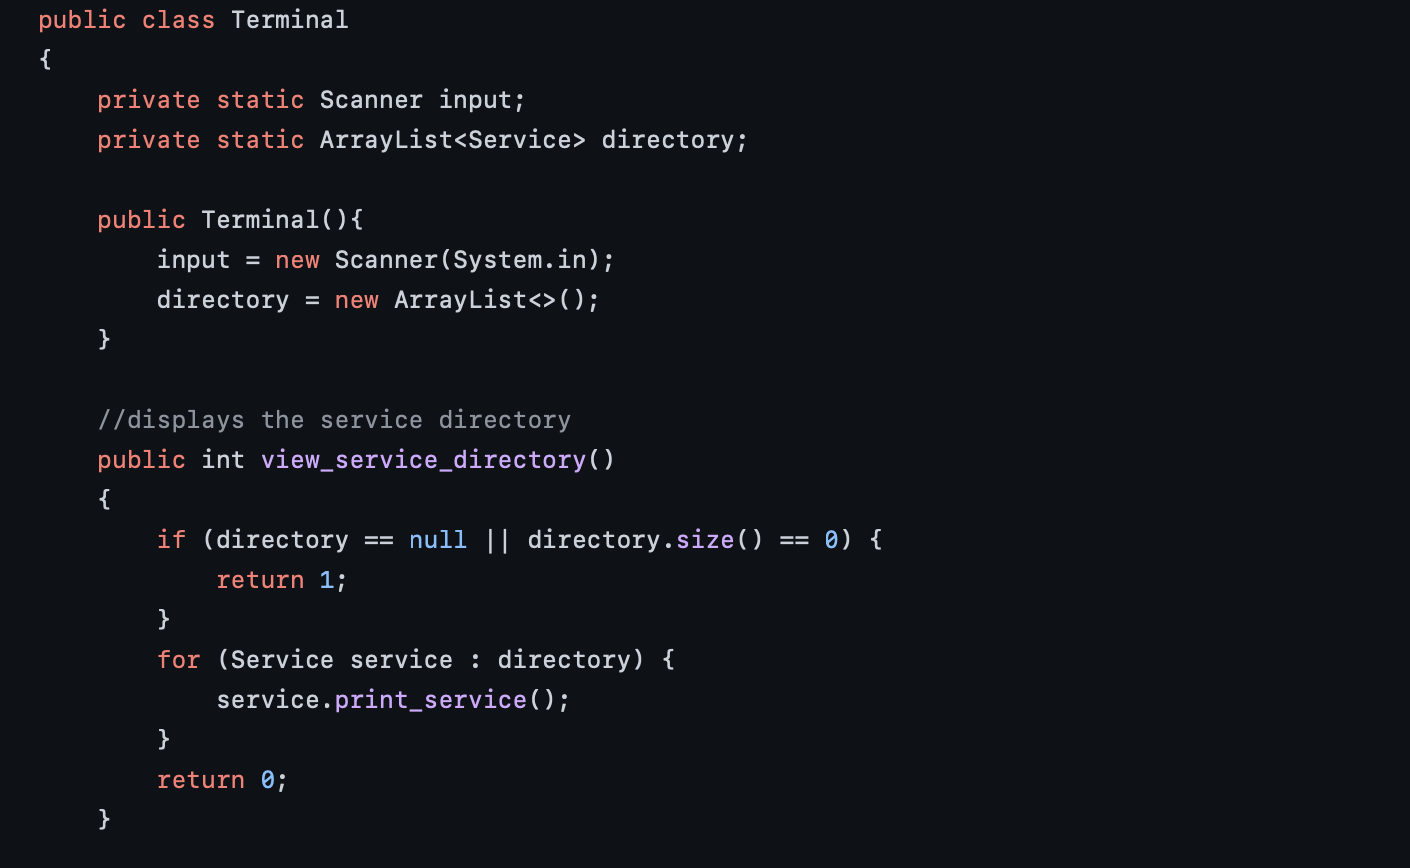 public class Terminal
{
    private static Scanner input;
    private static ArrayList<Service> directory;

    public Terminal(){
        input = new Scanner(System.in);
        directory = new ArrayList<>();
    }

    //displays the service directory
    public int view_service_directory()
    {
        if (directory == null || directory.size() == 0) {
            return 1;
        }
        for (Service service : directory) {
            service.print_service();
        }
        return 0;
    }